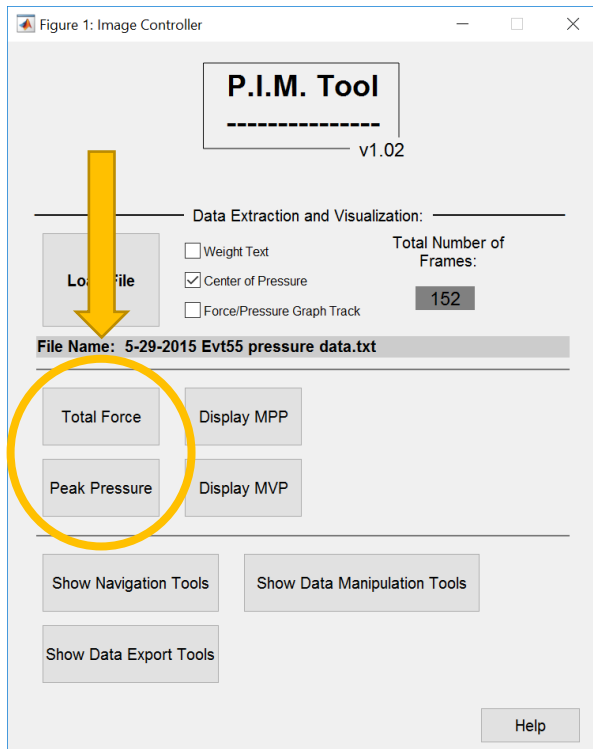 Figure 1: Image Controller
P.I.M. Tool
---------------
v1.02
Data Extraction and Visualization:
Weight Text
Total Number of
Frames:
Load File
Center of Pressure
152
Force/Pressure Graph Track
File Name: 5-29-2015 Evt55 pressure data.txt
Total Force
Display MPP
Peak Pressure
Display MVP
Show Navigation Tools
Show Data Manipulation Tools
Show Data Export Tools
Help